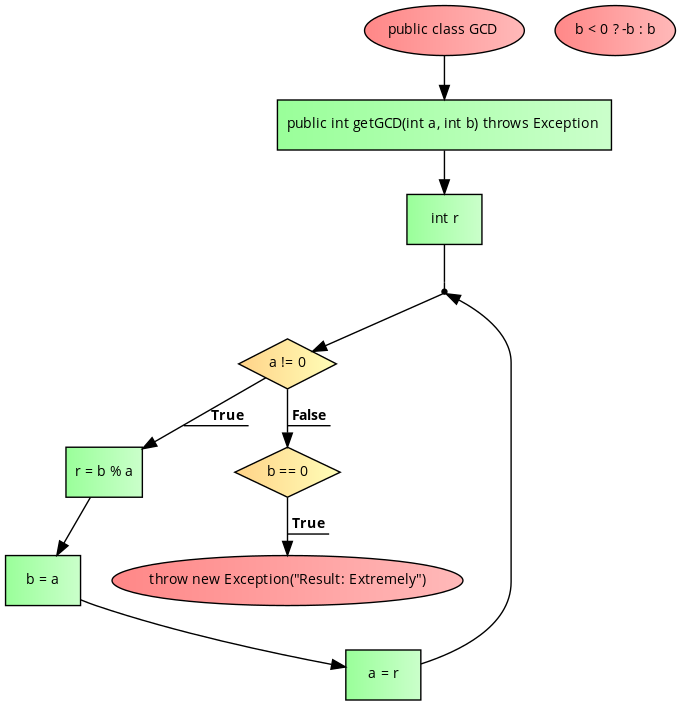 public class GCD
b < 0 ? -b : b
public int getGCD(int a, int b) throws Exception
int r
a != 0
True
False
r = b % a
b == 0
True
b = a
throw new Exception("Result: Extremely")
a = r